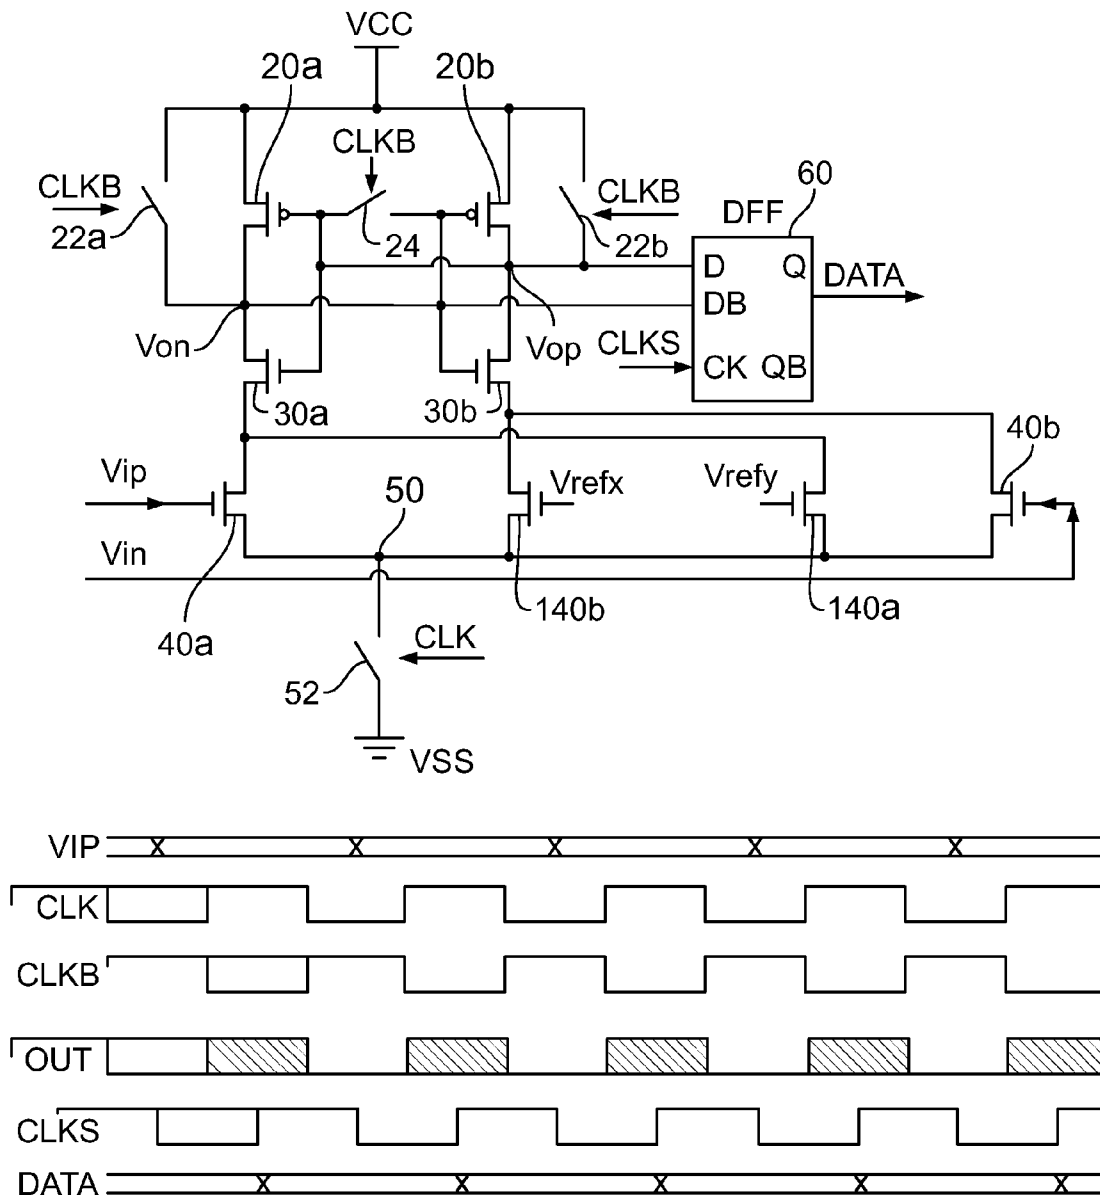 VCC
20a
20b
CLKB
CLKB
CLKB
60
DFF
22a
24
22b
D
Q
DATA
DB
Von
Vop
CLKS
CK
QB
30a
30b
40b
Vip
50
Vrefx
Vrefy
Vin
140b
140a
40a
CLK
52
VSS
VIP
CLK
CLKB
OUT
CLKS
DATA